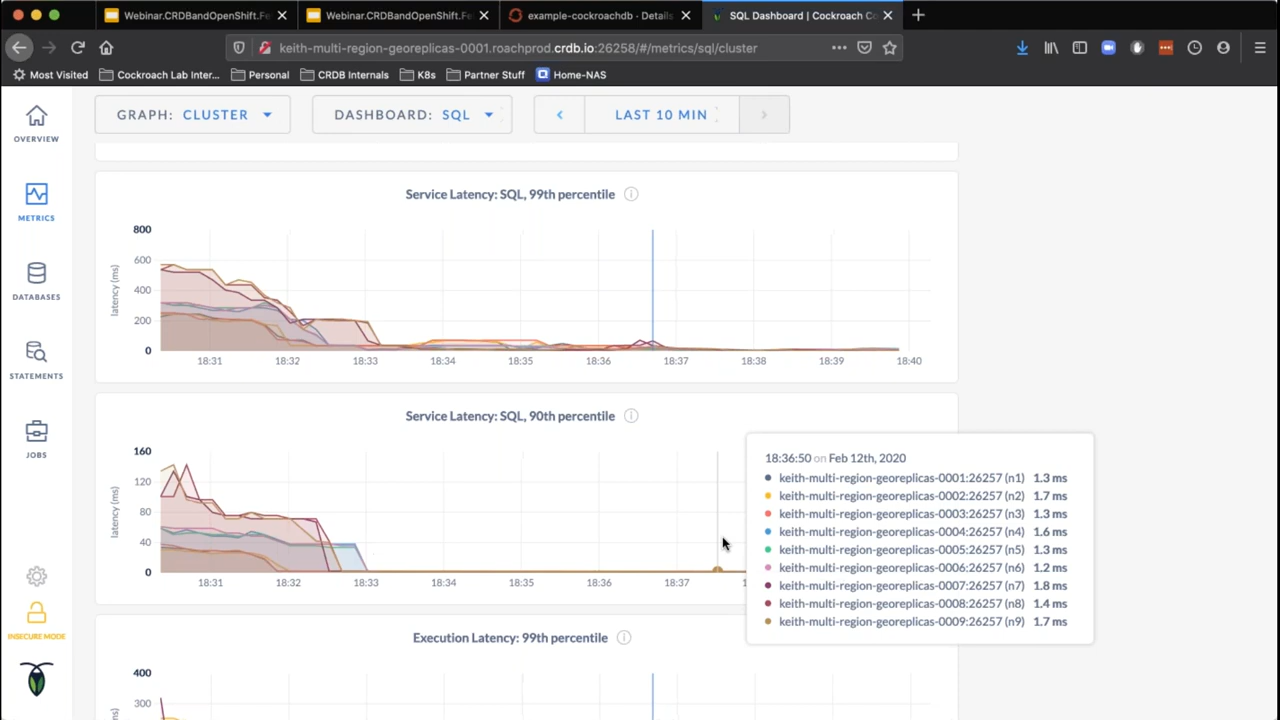 Webinar.CRDBandOpenShift.Fe
Webinar.CRDBandOpenShift.Fe
example-cockroachdb · Details
SQL Dashboard | Cockroach Co
keith-multi-region-georeplicas-0001.roachprod.crdb.io:26258/#/metrics/sql/cluster
Most Visited
Cockroach Lab Inter...
Personal
CRDB Internals
K8s
Partner Stuff
Home-NAS
GRAPH: CLUSTER
DASHBOARD: SQL
LAST 10 MIN
OVERVIEW
METRICS
DATABASES
STATEMENTS
JOBS
INSECURE MODE
Service Latency: SQL, 99th percentile
latency (ms)
800
600
400
200
0
18:31 18:32 18:33 18:34 18:35 18:36 18:37 18:38 18:39 18:40
Service Latency: SQL, 90th percentile
latency (ms)
160
120
80
40
0
18:31 18:32 18:33 18:34 18:35 18:36 18:37
18:36:50 on Feb 12th, 2020
keith-multi-region-georeplicas-0001:26257 (n1) 1.3 ms
keith-multi-region-georeplicas-0002:26257 (n2) 1.7 ms
keith-multi-region-georeplicas-0003:26257 (n3) 1.3 ms
keith-multi-region-georeplicas-0004:26257 (n4) 1.6 ms
keith-multi-region-georeplicas-0005:26257 (n5) 1.3 ms
keith-multi-region-georeplicas-0006:26257 (n6) 1.2 ms
keith-multi-region-georeplicas-0007:26257 (n7) 1.8 ms
keith-multi-region-georeplicas-0008:26257 (n8) 1.4 ms
keith-multi-region-georeplicas-0009:26257 (n9) 1.7 ms
Execution Latency: 99th percentile
400
300